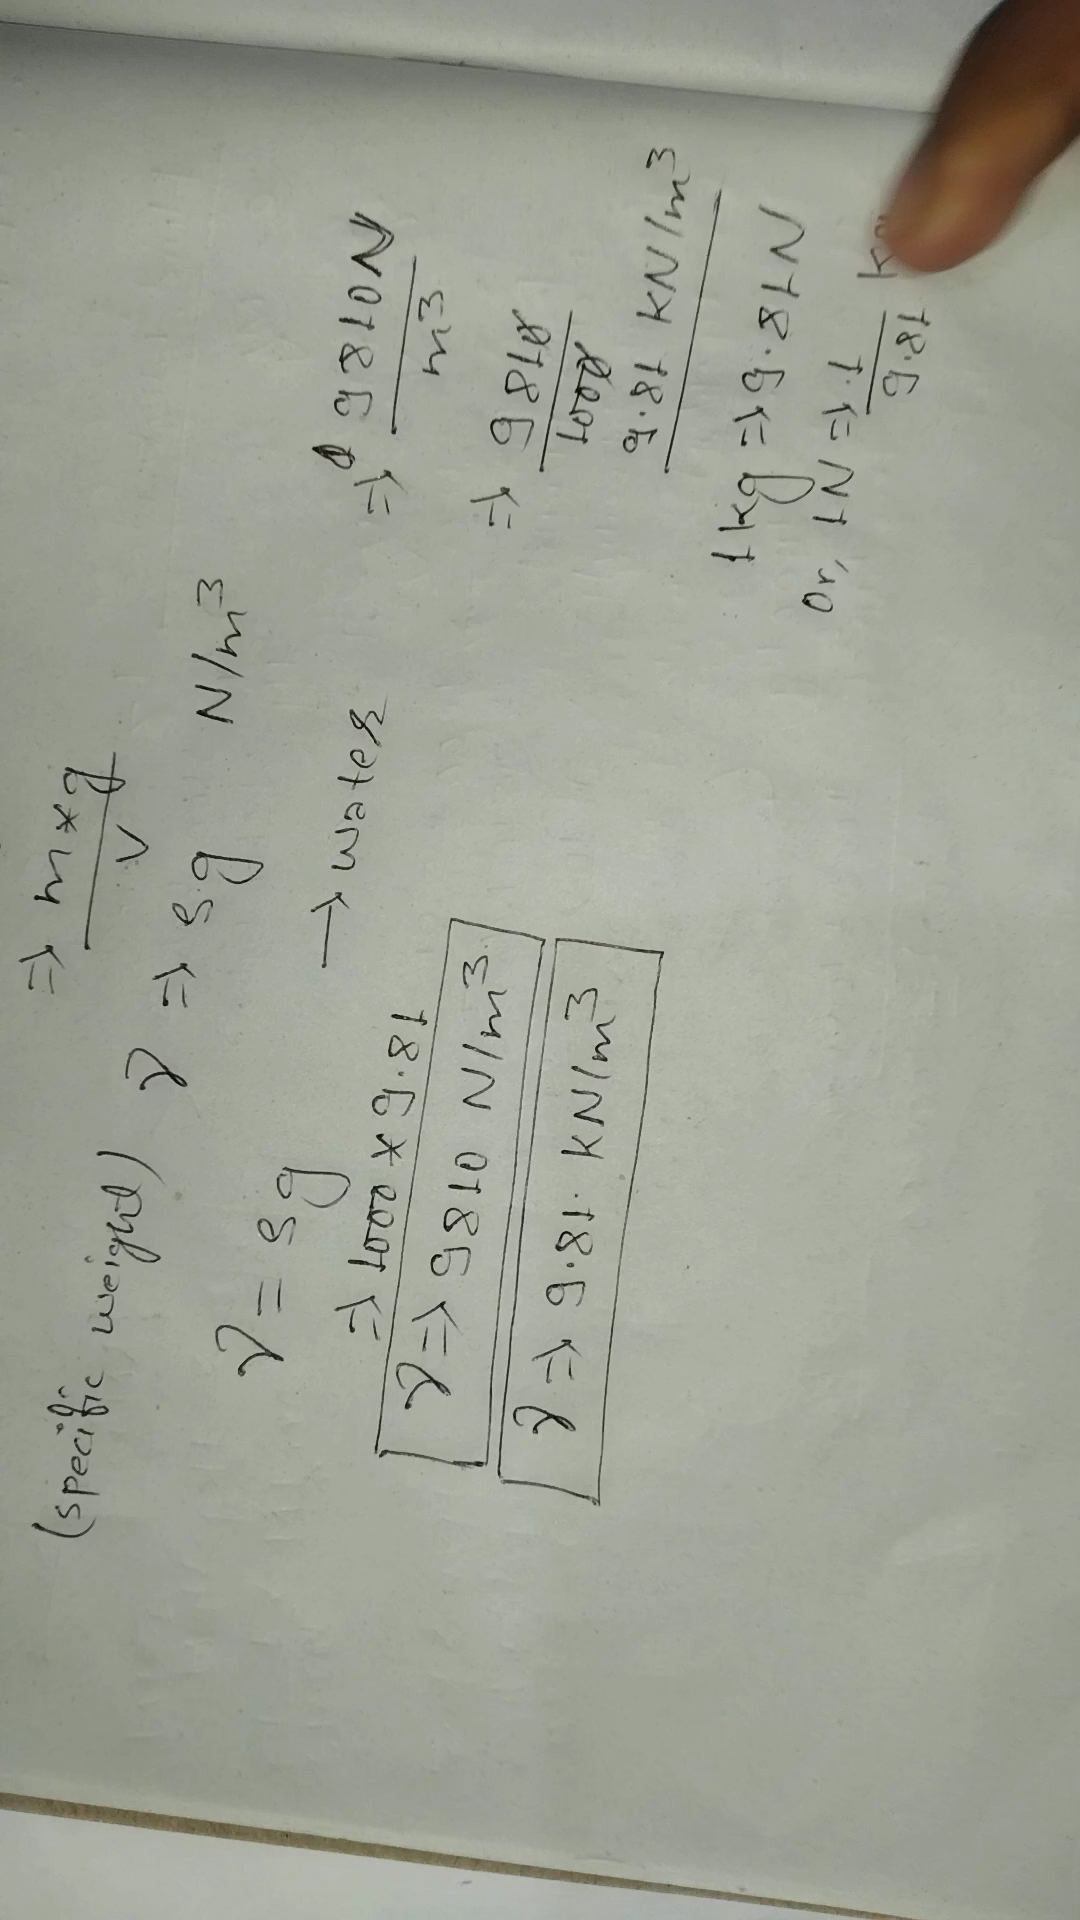 ⇒ m×g / V
(specific weight) γ ⇒ ρ.g N/m³
γ = ρg → water
⇒ 1000×9.81
γ ⇒ 9810 N/m³
γ ⇒ 9.81 KN/m³
⇒ 9810N / m³
⇒ 9810 / 1000
9.81 KN/m³
1kg ⇒ 9.81N
Or, 1N ⇒ 1 / 9.81